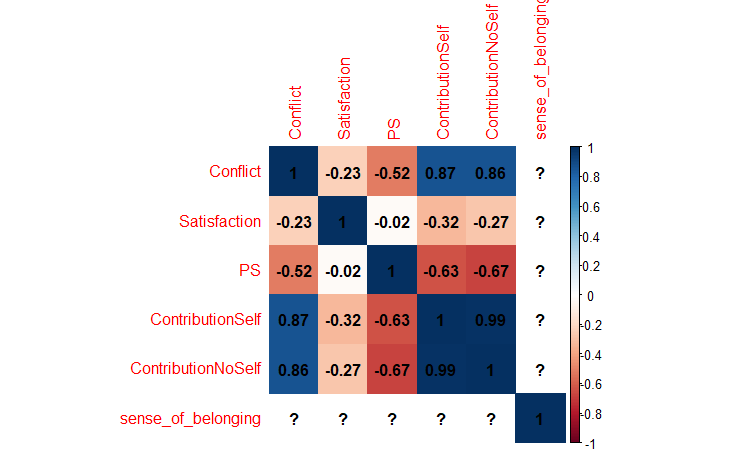 Conflict Satisfaction PS ContributionSelf ContributionNoSelf sense_of_belonging
Conflict 1 -0.23 -0.52 0.87 0.86 ?
Satisfaction -0.23 1 -0.02 -0.32 -0.27 ?
PS -0.52 -0.02 1 -0.63 -0.67 ?
ContributionSelf 0.87 -0.32 -0.63 1 0.99 ?
ContributionNoSelf 0.86 -0.27 -0.67 0.99 1 ?
sense_of_belonging ? ? ? ? ? 1
1
0.8
0.6
0.4
0.2
0
-0.2
-0.4
-0.6
-0.8
-1